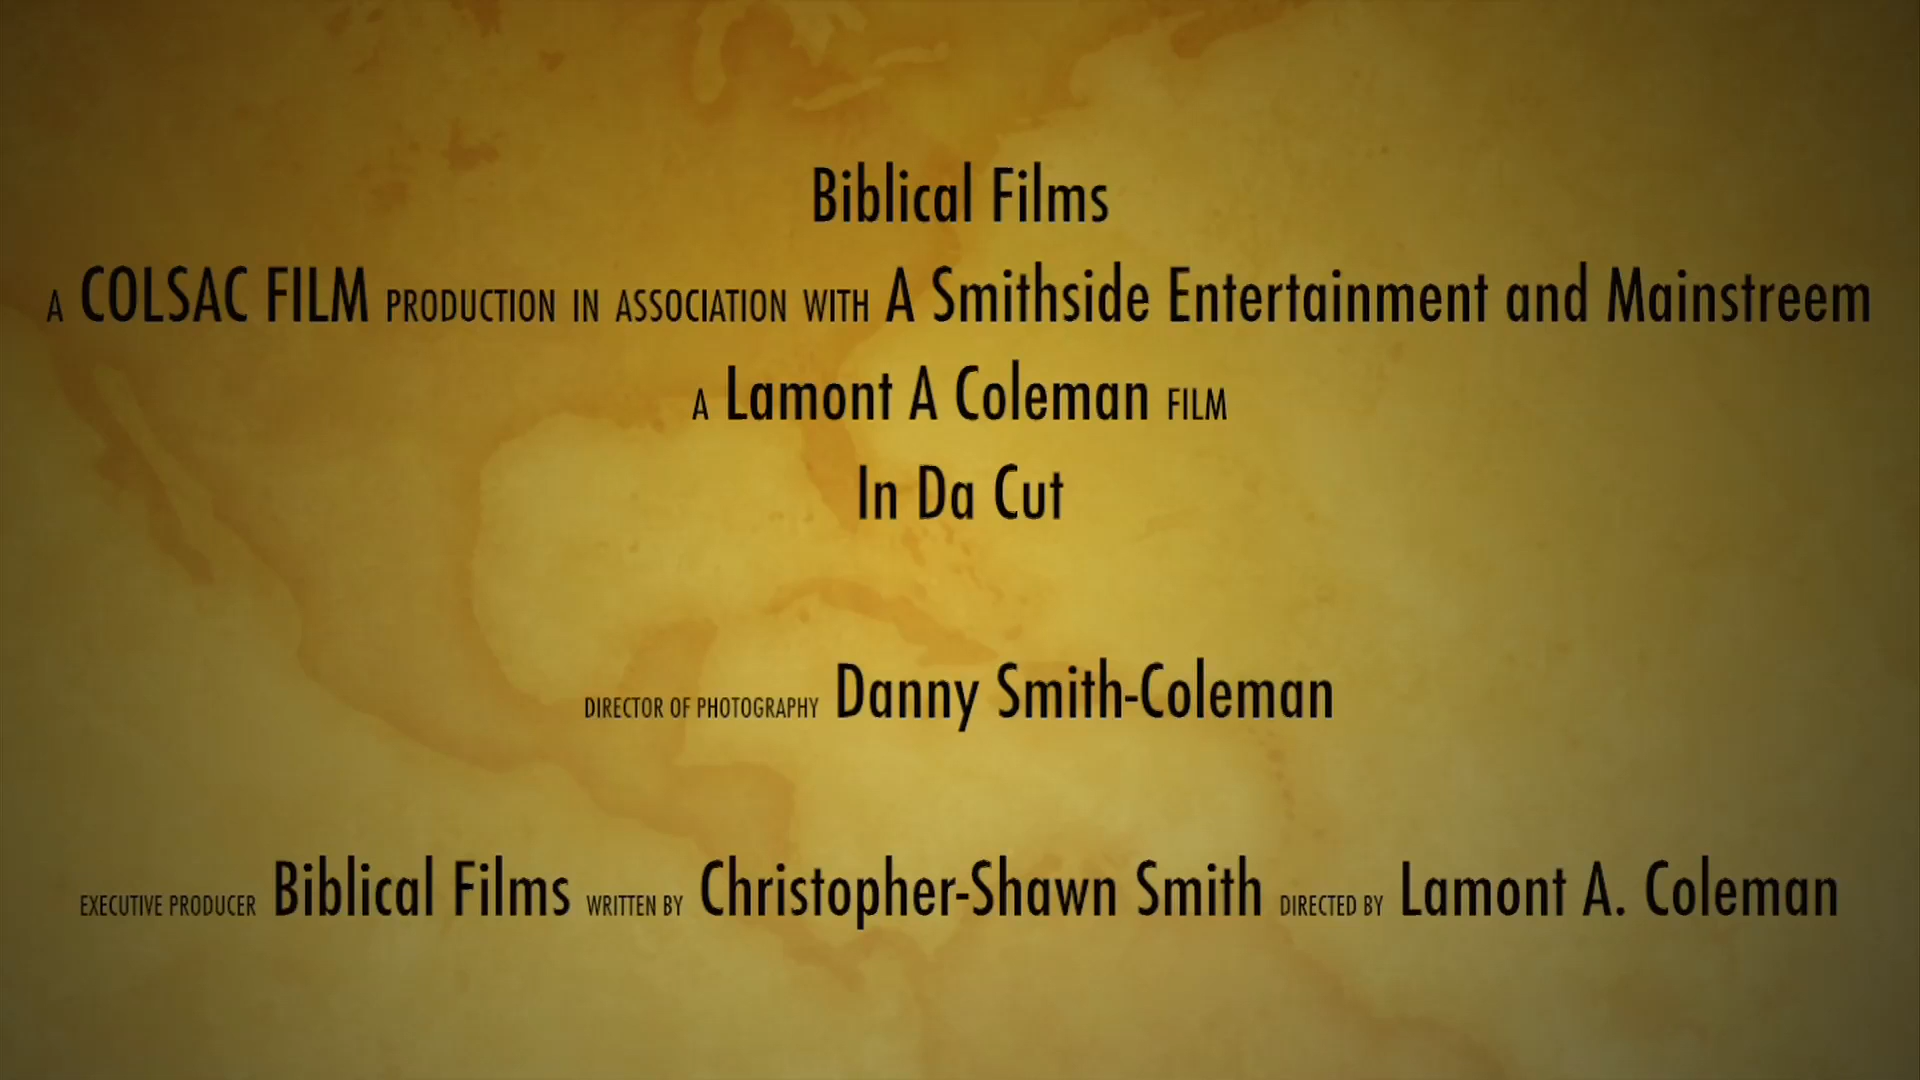 Biblical Films
A COLSAC FILM PRODUCTION IN ASSOCIATION WITH A Smithside Entertainment and Mainstreem
A Lamont A Coleman FILM
In Da Cut
DIRECTOR OF PHOTOGRAPHY Danny Smith-Coleman
EXECUTIVE PRODUCER Biblical Films WRITTEN BY Christopher-Shawn Smith DIRECTED BY Lamont A. Coleman